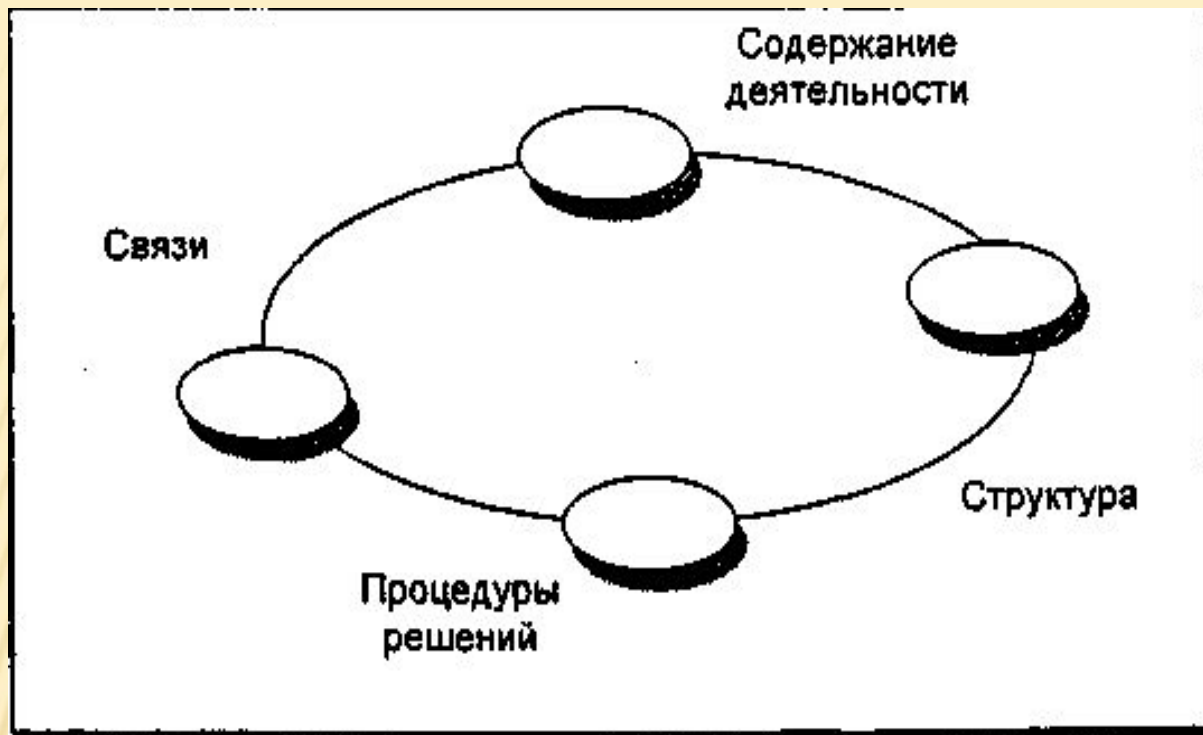 Содержание
деятельности
Связи
Структура
Процедуры
решений